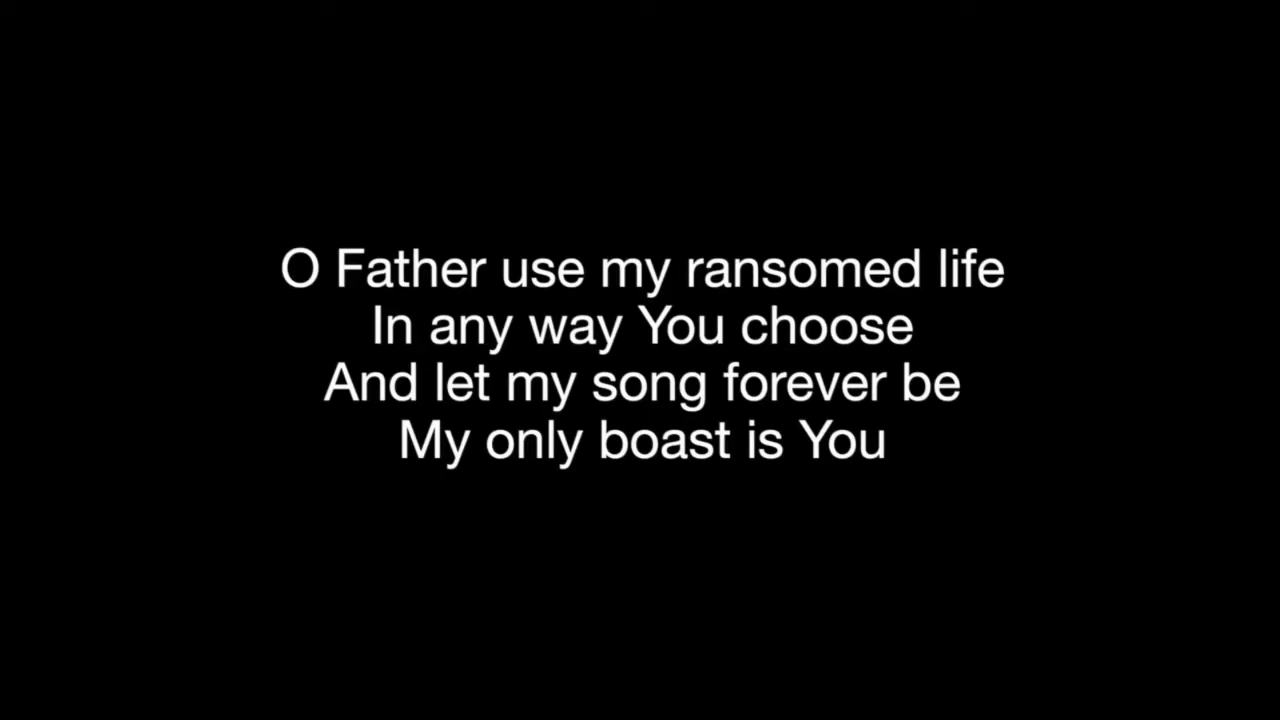 O Father use my ransomed life
In any way You choose
And let my song forever be
My only boast is You